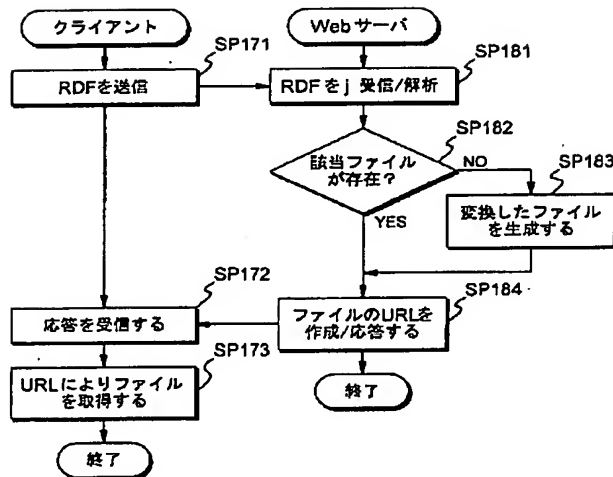 クライアント
Webサーバ
SP171
SP181
RDFを送信
RDFをj 受信/解析
SP182
該当ファイル
が存在?
NO
SP183
変換したファイル
を生成する
YES
SP172
SP184
応答を受信する
ファイルのURLを
作成/応答する
SP173
URLによりファイル
を取得する
終了
終了